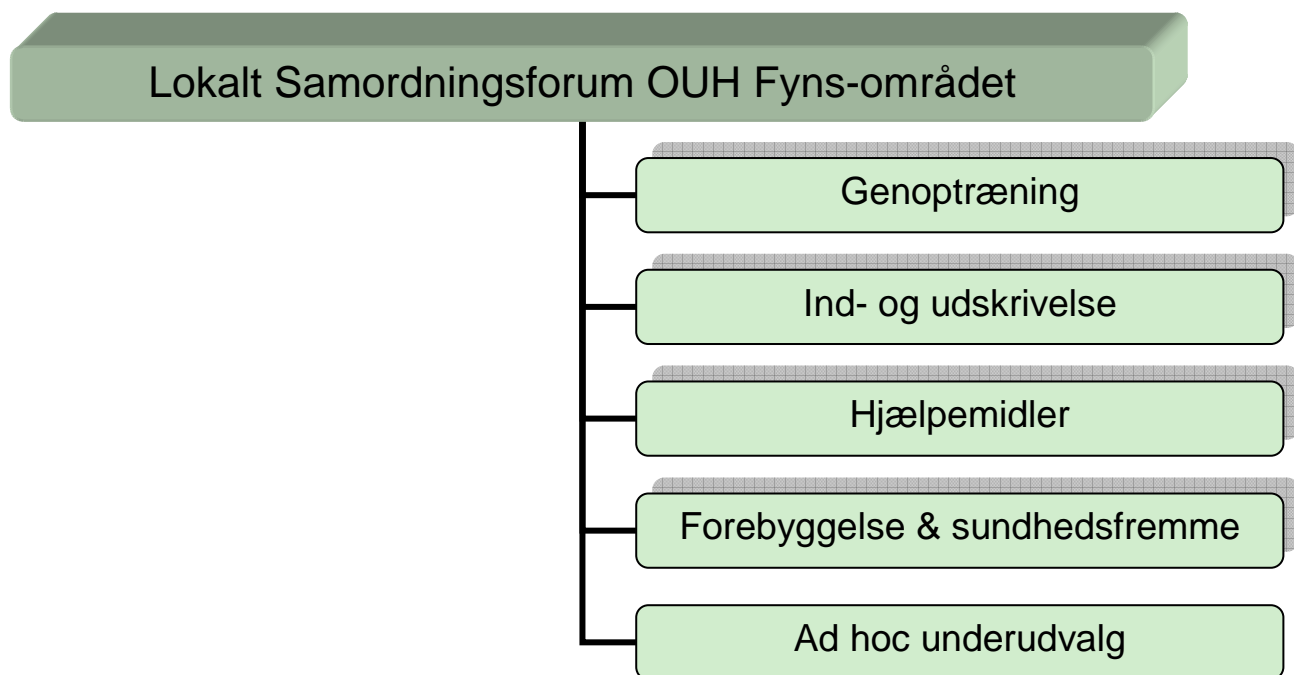 Lokalt Samordningsforum OUH Fyns-området
Genoptræning
Ind- og udskrivelse
Hjælpemidler
Forebyggelse & sundhedsfremme
Ad hoc underudvalg